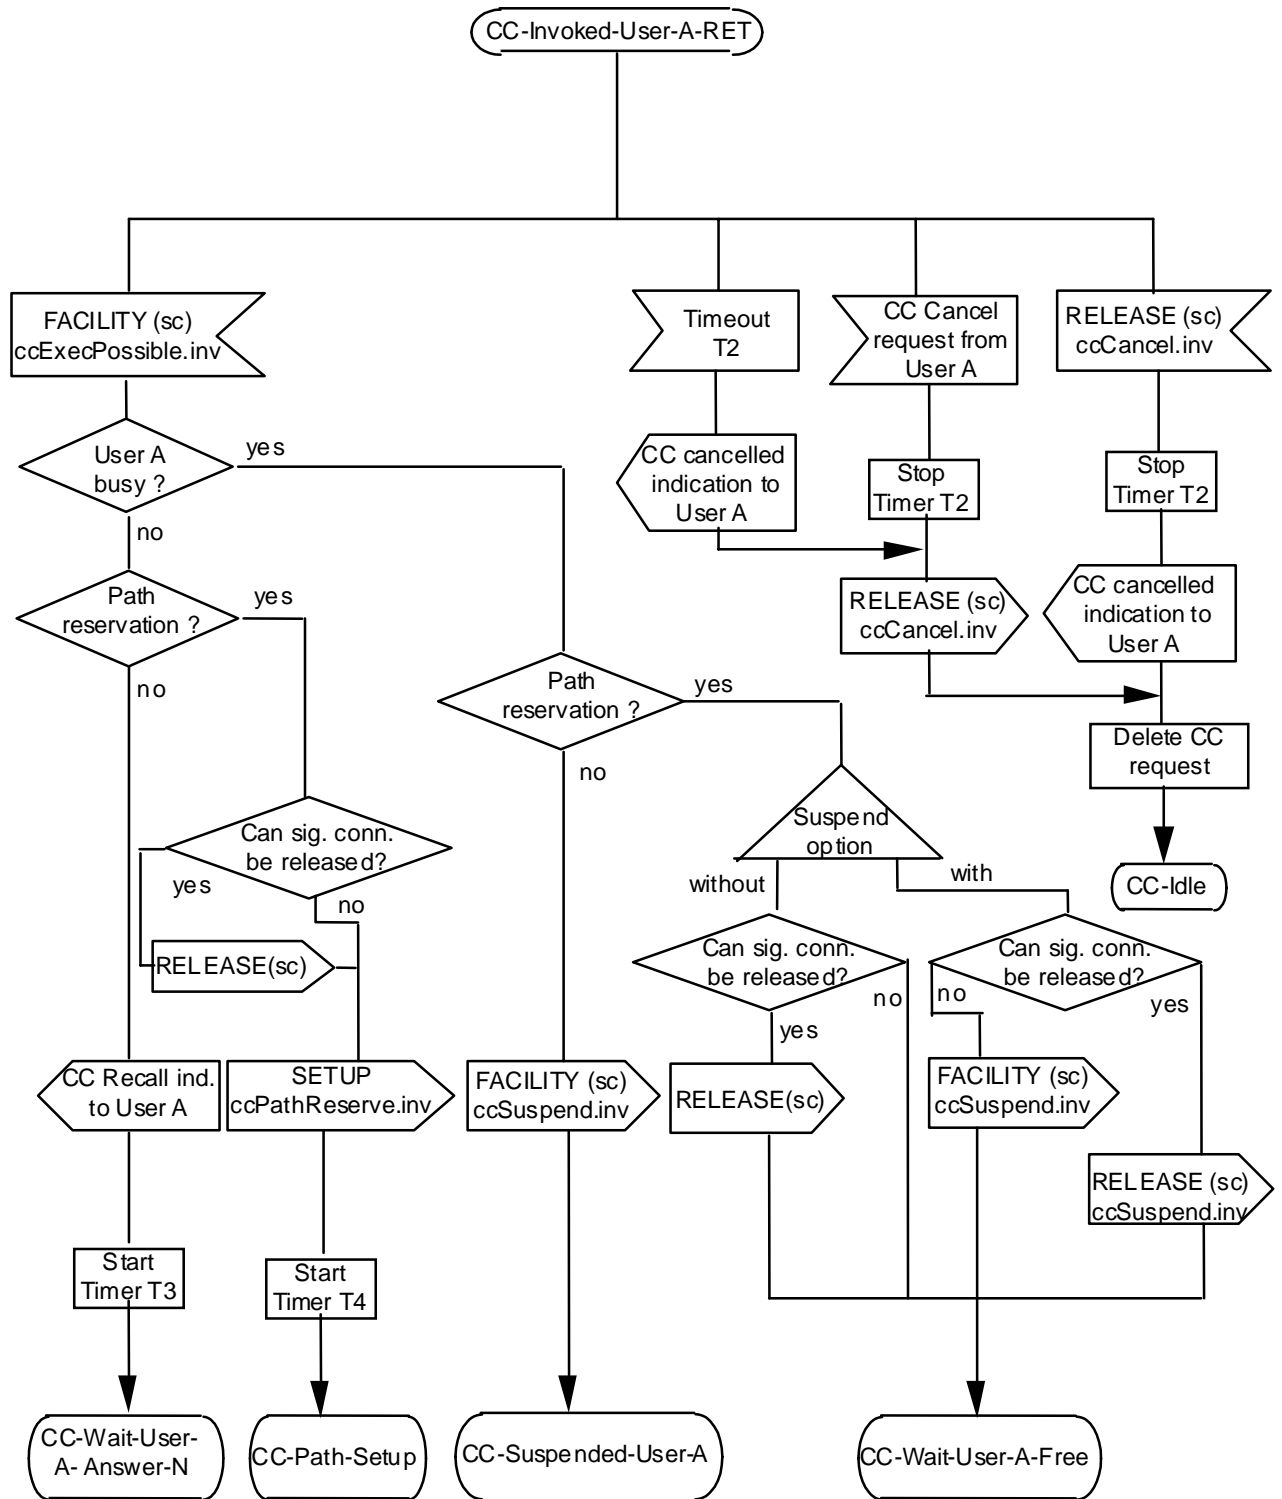 CC-Invoked-User-A-RET
FACILITY (sc)
ccExecPossible.inv
Timeout
T2
CC Cancel
request from
User A
RELEASE (sc)
ccCancel.inv
User A
busy ?
yes
no
CC cancelled
indication to
User A
Stop
Timer T2
Stop
Timer T2
Path
reservation ?
yes
no
RELEASE (sc)
ccCancel.inv
CC cancelled
indication to
User A
Path
reservation ?
yes
no
Delete CC
request
Can sig. conn.
be released?
yes
no
Suspend
option
without
with
CC-Idle
RELEASE(sc)
Can sig. conn.
be released?
no
yes
Can sig. conn.
be released?
no
yes
CC Recall ind.
to User A
SETUP
ccPathReserve.inv
FACILITY (sc)
ccSuspend.inv
RELEASE(sc)
FACILITY (sc)
ccSuspend.inv
RELEASE (sc)
ccSuspend.inv
Start
Timer T3
Start
Timer T4
CC-Wait-User-
A- Answer-N
CC-Path-Setup
CC-Suspended-User-A
CC-Wait-User-A-Free